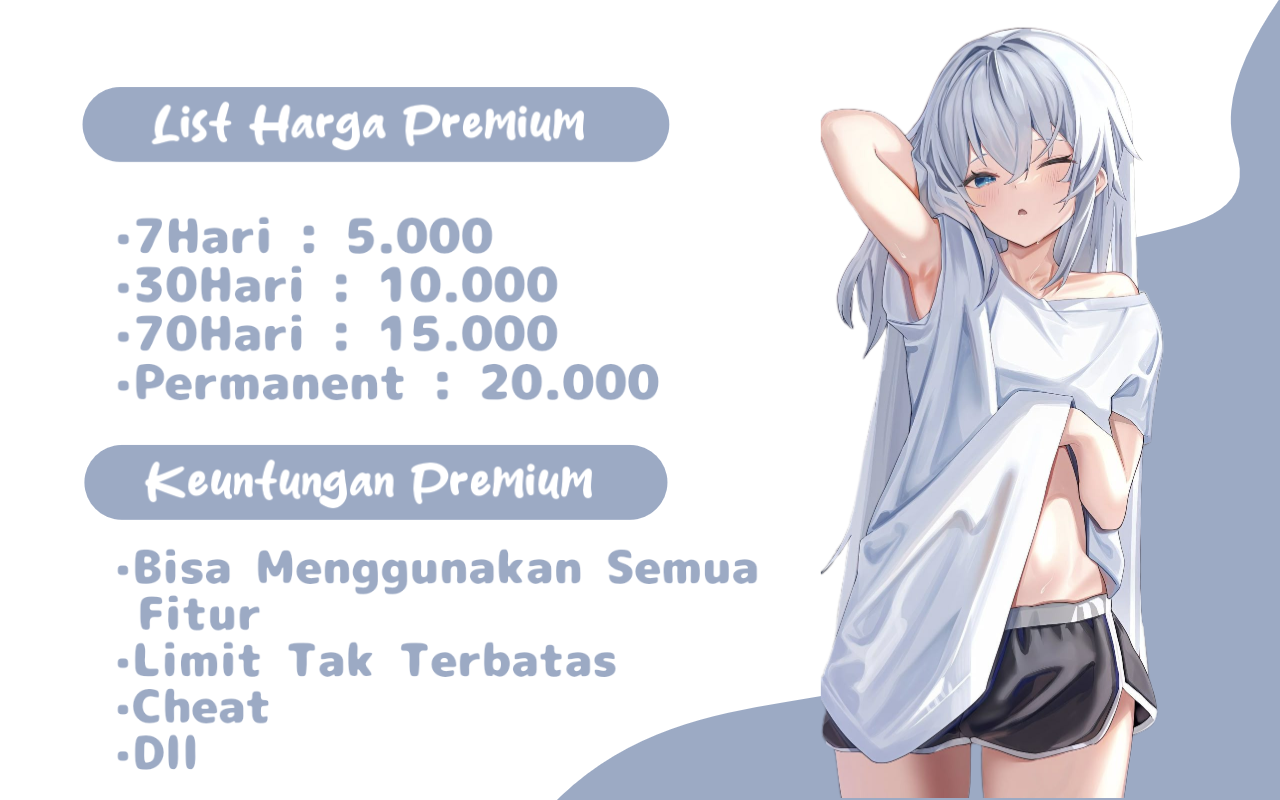 List Harga Premium
•7Hari : 5.000
•30Hari : 10.000
•70Hari : 15.000
•Permanent : 20.000
Keuntungan Premium
•Bisa Menggunakan Semua
Fitur
•Limit Tak Terbatas
•Cheat
•Dll